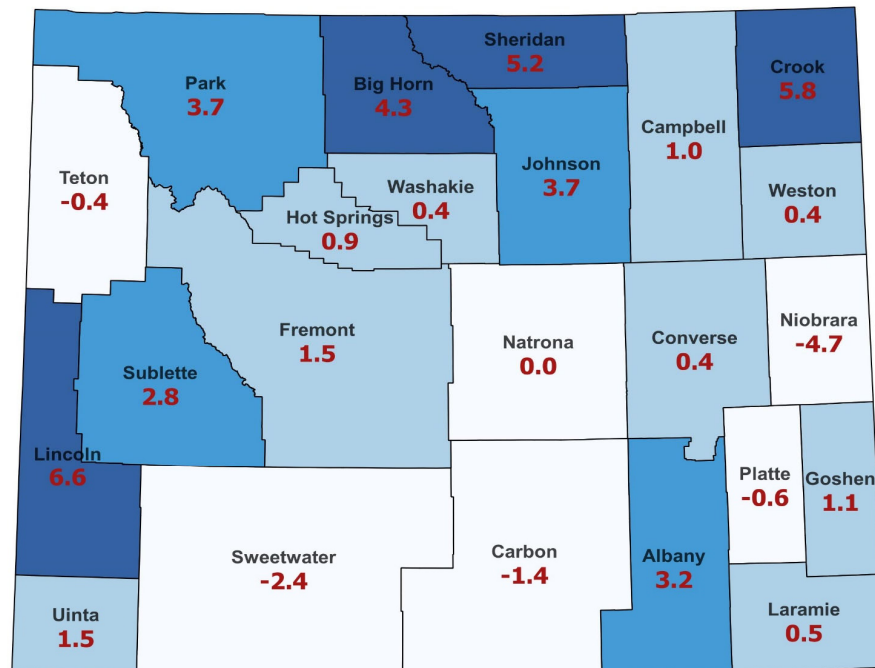 Sheridan
5.2
Park
3.7
Big Horn
4.3
Crook
5.8
Campbell
1.0
Johnson
3.7
Teton
-0.4
Washakie
0.4
Weston
0.4
Hot Springs
0.9
Fremont
1.5
Natrona
0.0
Converse
0.4
Niobrara
-4.7
Sublette
2.8
Lincoln
6.6
Platte
-0.6
Goshen
1.1
Sweetwater
-2.4
Carbon
-1.4
Albany
3.2
Uinta
1.5
Laramie
0.5